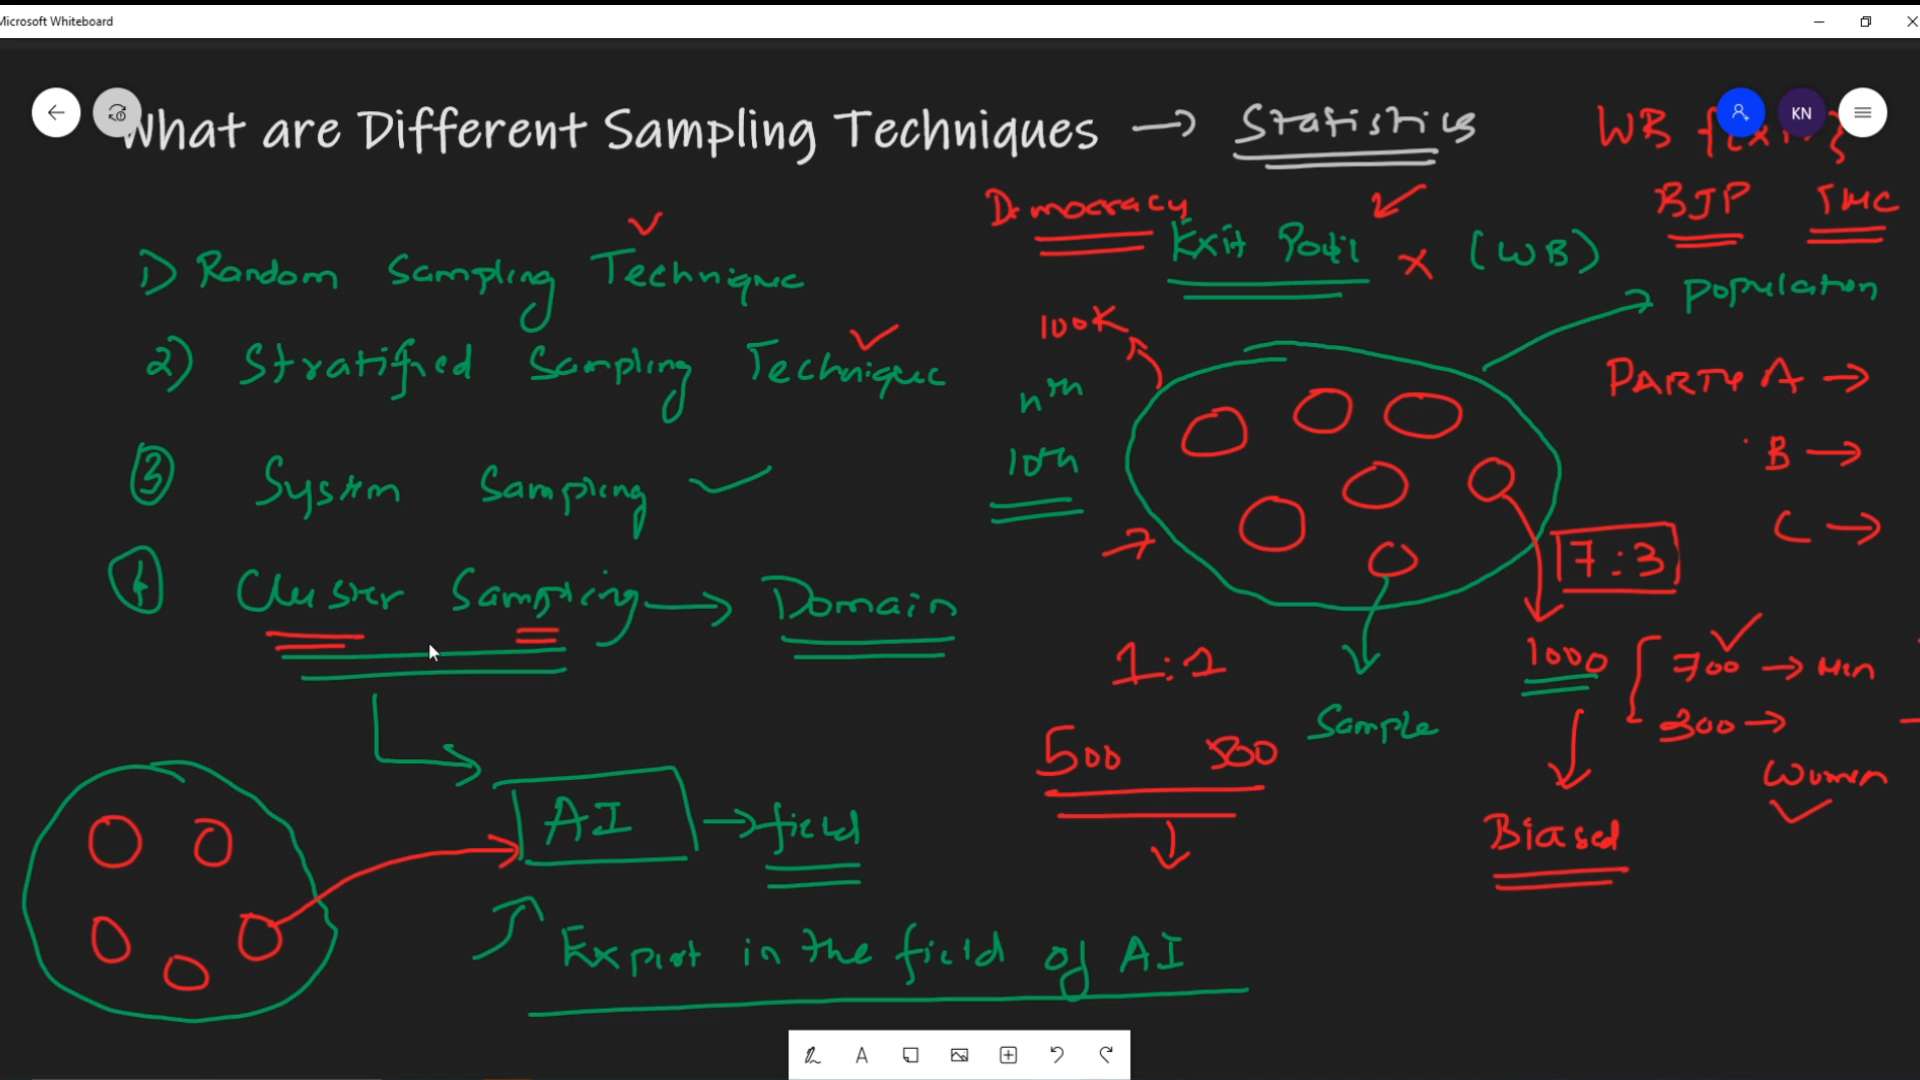 Microsoft Whiteboard
What are Different Sampling Techniques → Statistics
KN
WB
BJP TMC
Democracy
Exit Poll × (WB)
Population
1) Random Sampling Technique
2) Stratified Sampling Technique
③ System Sampling
④ Cluster Sampling → Domain
100K
nth
10th
PARTY A →
B →
C →
7:3
1:1
500 500
Sample
1000
700 → Men
300 →
Women
Biased
AI → field
Expert in the field of AI
A